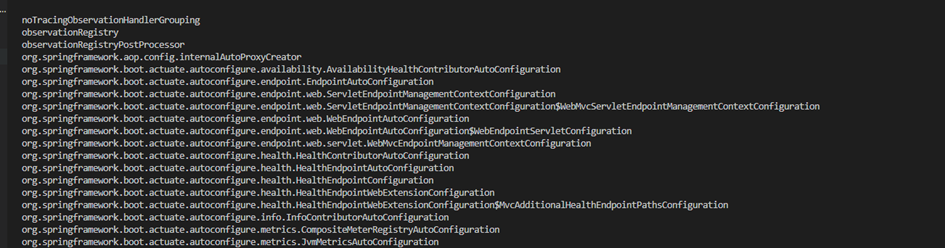 ...
noTracingObservationHandlerGrouping
observationRegistry
observationRegistryPostProcessor
org.springframework.aop.config.internalAutoProxyCreator
org.springframework.boot.actuate.autoconfigure.availability.AvailabilityHealthContributorAutoConfiguration
org.springframework.boot.actuate.autoconfigure.endpoint.EndpointAutoConfiguration
org.springframework.boot.actuate.autoconfigure.endpoint.web.ServletEndpointManagementContextConfiguration
org.springframework.boot.actuate.autoconfigure.endpoint.web.ServletEndpointManagementContextConfiguration$WebMvcServletEndpointManagementContextConfiguration
org.springframework.boot.actuate.autoconfigure.endpoint.web.WebEndpointAutoConfiguration
org.springframework.boot.actuate.autoconfigure.endpoint.web.WebEndpointAutoConfiguration$WebEndpointServletConfiguration
org.springframework.boot.actuate.autoconfigure.endpoint.web.servlet.WebMvcEndpointManagementContextConfiguration
org.springframework.boot.actuate.autoconfigure.health.HealthContributorAutoConfiguration
org.springframework.boot.actuate.autoconfigure.health.HealthEndpointAutoConfiguration
org.springframework.boot.actuate.autoconfigure.health.HealthEndpointConfiguration
org.springframework.boot.actuate.autoconfigure.health.HealthEndpointWebExtensionConfiguration
org.springframework.boot.actuate.autoconfigure.health.HealthEndpointWebExtensionConfiguration$MvcAdditionalHealthEndpointPathsConfiguration
org.springframework.boot.actuate.autoconfigure.info.InfoContributorAutoConfiguration
org.springframework.boot.actuate.autoconfigure.metrics.CompositeMeterRegistryAutoConfiguration
org.springframework.boot.actuate.autoconfigure.metrics.JvmMetricsAutoConfiguration